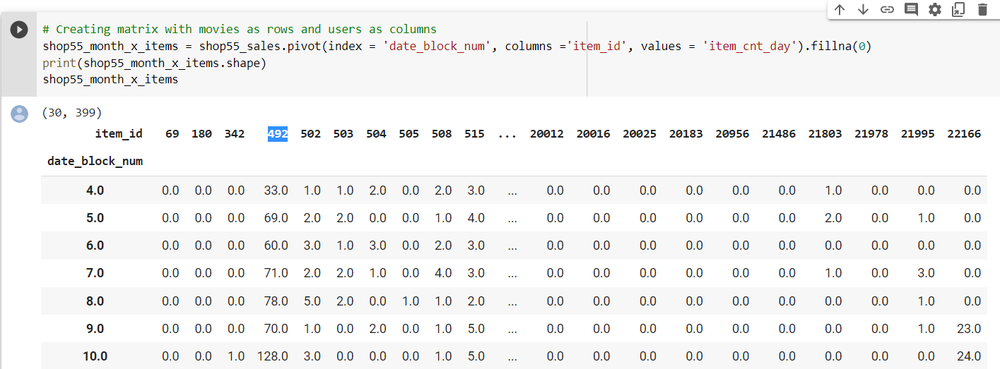 # Creating matrix with movies as rows and users as columns
shop55_month_x_items = shop55_sales.pivot(index = 'date_block_num', columns ='item_id', values = 'item_cnt_day').fillna(0)
print(shop55_month_x_items.shape)
shop55_month_x_items
(30, 399)
item_id 69 180 342 492 502 503 504 505 508 515 ... 20012 20016 20025 20183 20956 21486 21803 21978 21995 22166
date_block_num
4.0 0.0 0.0 0.0 33.0 1.0 1.0 2.0 0.0 2.0 3.0 ... 0.0 0.0 0.0 0.0 0.0 0.0 1.0 0.0 0.0 0.0
5.0 0.0 0.0 0.0 69.0 2.0 2.0 0.0 0.0 1.0 4.0 ... 0.0 0.0 0.0 0.0 0.0 0.0 2.0 0.0 1.0 0.0
6.0 0.0 0.0 0.0 60.0 3.0 1.0 3.0 0.0 2.0 3.0 ... 0.0 0.0 0.0 0.0 0.0 0.0 0.0 0.0 0.0 0.0
7.0 0.0 0.0 0.0 71.0 2.0 2.0 1.0 0.0 4.0 3.0 ... 0.0 0.0 0.0 0.0 0.0 0.0 1.0 0.0 3.0 0.0
8.0 0.0 0.0 0.0 78.0 5.0 2.0 0.0 1.0 1.0 2.0 ... 0.0 0.0 0.0 0.0 0.0 0.0 0.0 0.0 1.0 0.0
9.0 0.0 0.0 0.0 70.0 1.0 0.0 2.0 0.0 1.0 5.0 ... 0.0 0.0 0.0 0.0 0.0 0.0 0.0 0.0 1.0 23.0
10.0 0.0 0.0 1.0 128.0 3.0 0.0 0.0 0.0 1.0 5.0 ... 0.0 0.0 0.0 0.0 0.0 0.0 0.0 0.0 0.0 24.0